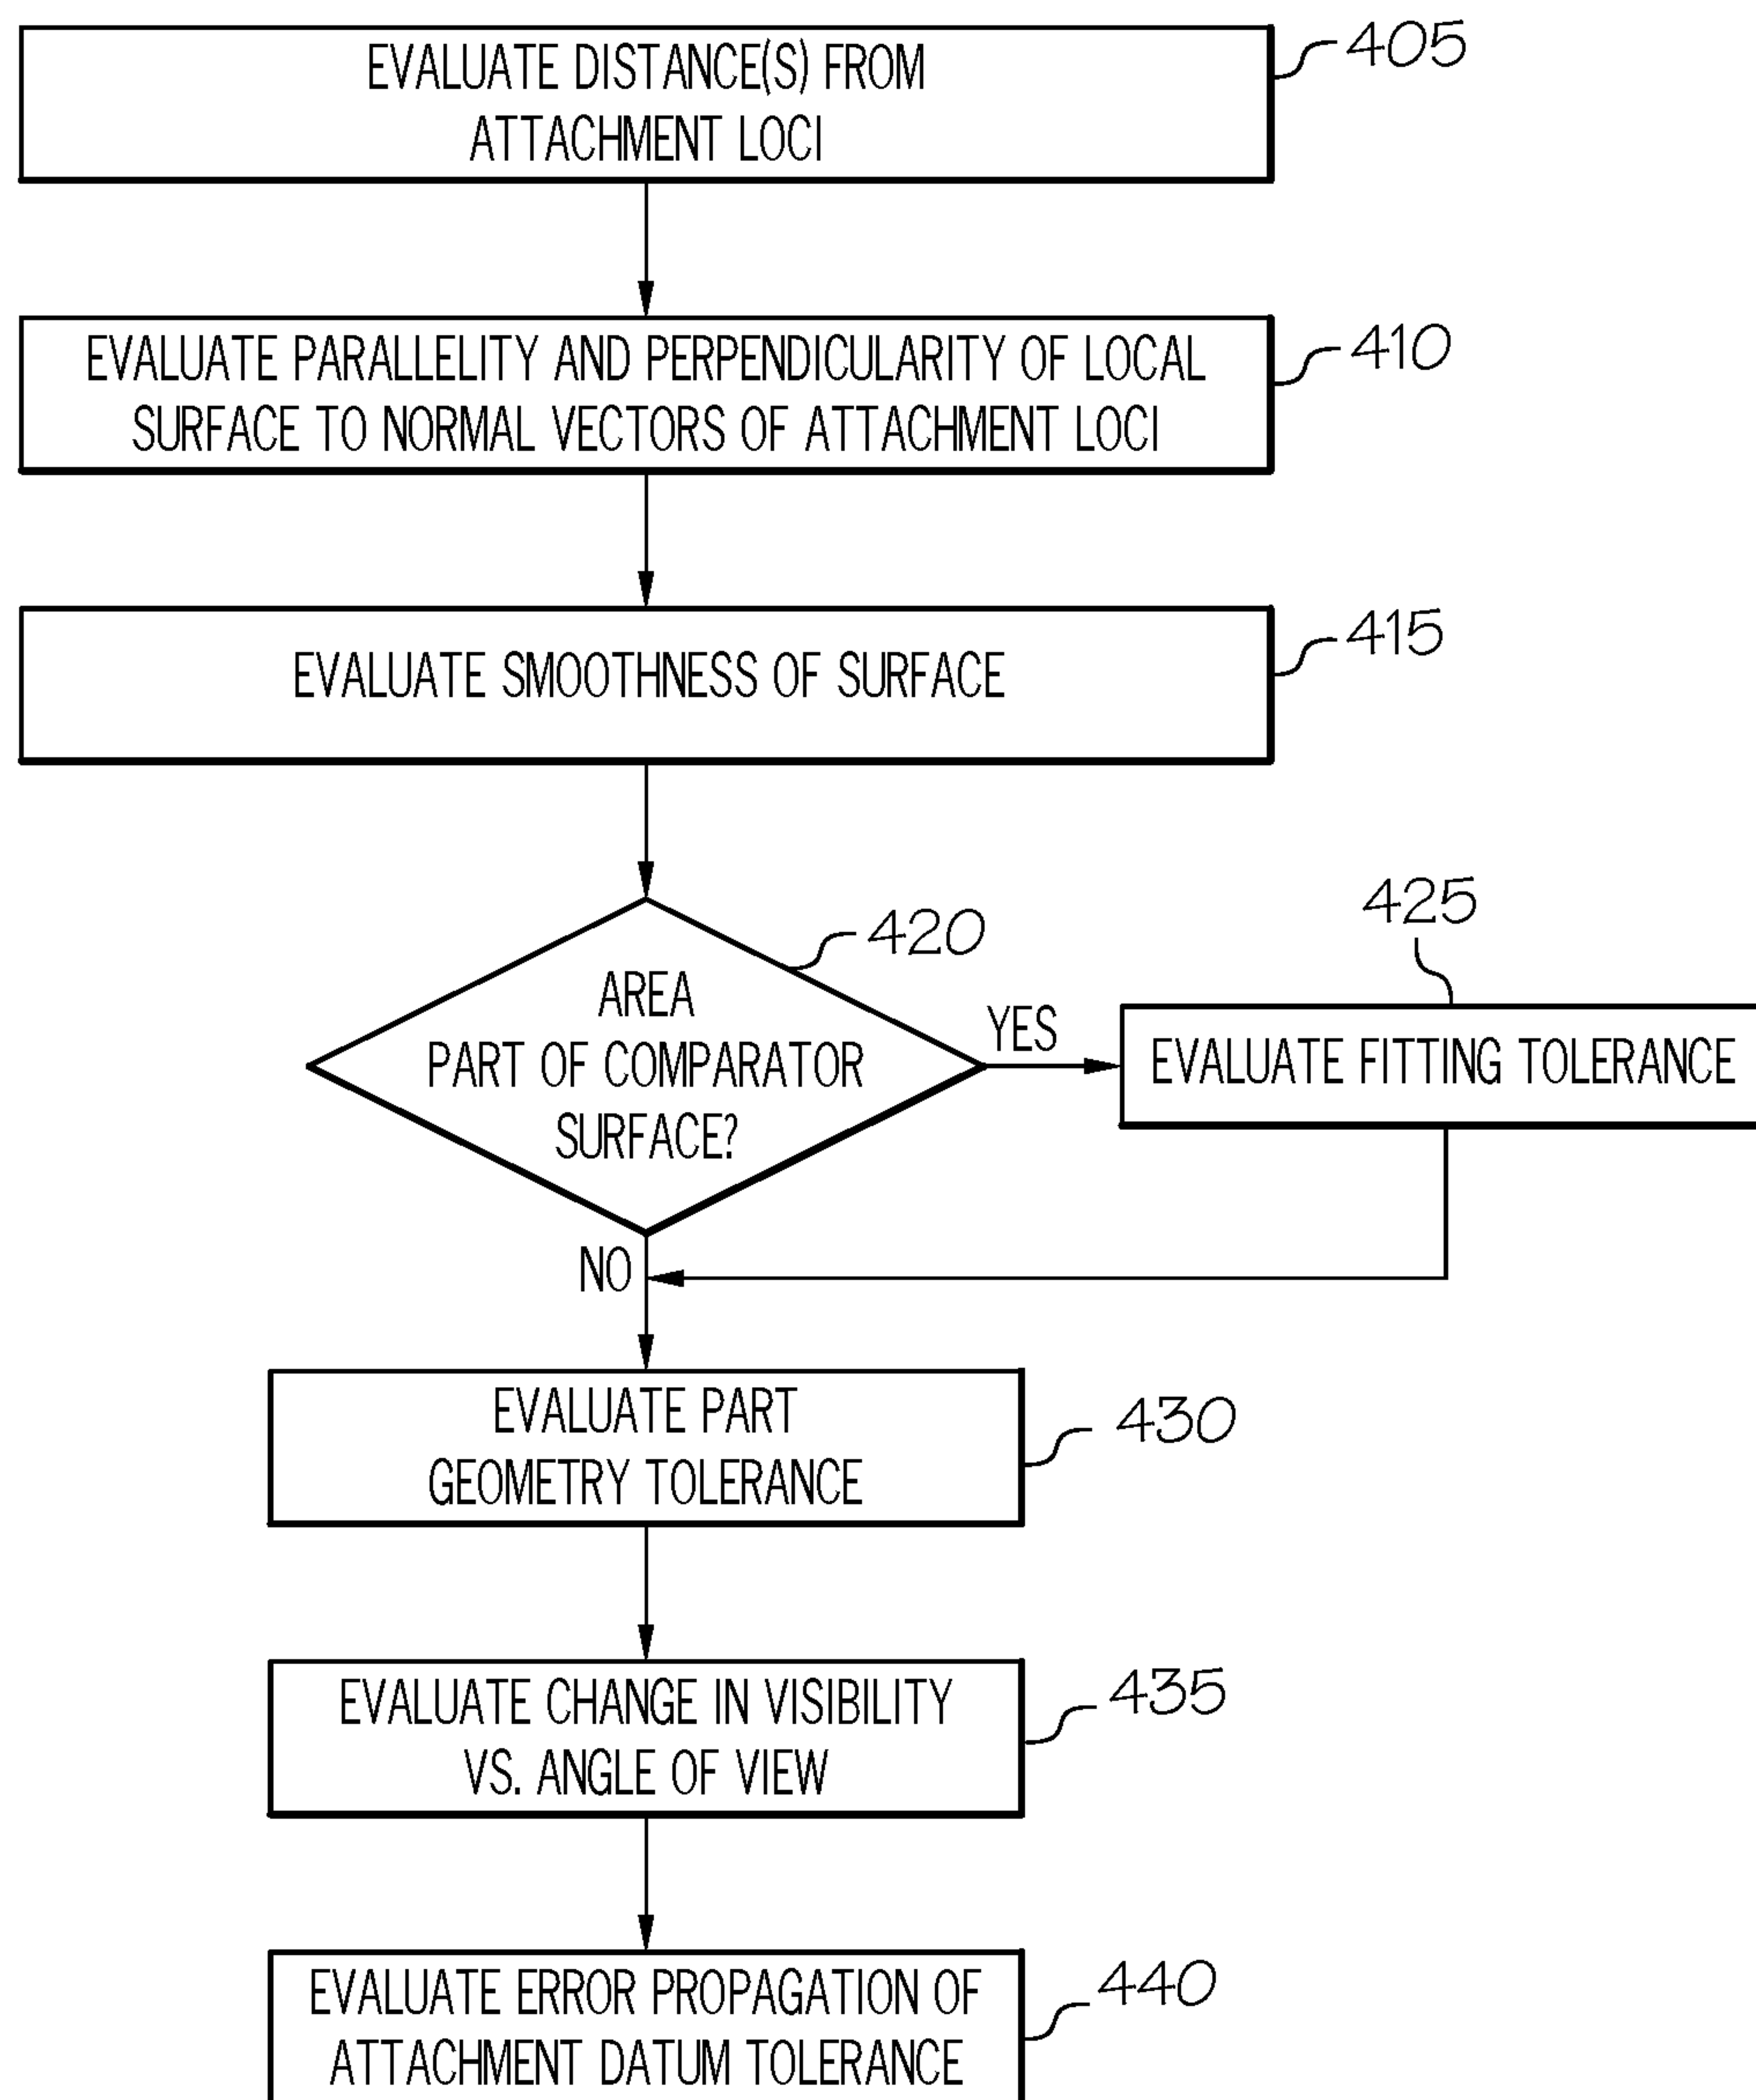 EVALUATE DISTANCE(S) FROM
ATTACHMENT LOCI
405
EVALUATE PARALLELITY AND PERPENDICULARITY OF LOCAL
SURFACE TO NORMAL VECTORS OF ATTACHMENT LOCI
410
EVALUATE SMOOTHNESS OF SURFACE
415
AREA
PART OF COMPARATOR
SURFACE?
420
YES
425
EVALUATE FITTING TOLERANCE
NO
EVALUATE PART
GEOMETRY TOLERANCE
430
EVALUATE CHANGE IN VISIBILITY
VS. ANGLE OF VIEW
435
EVALUATE ERROR PROPAGATION OF
ATTACHMENT DATUM TOLERANCE
440